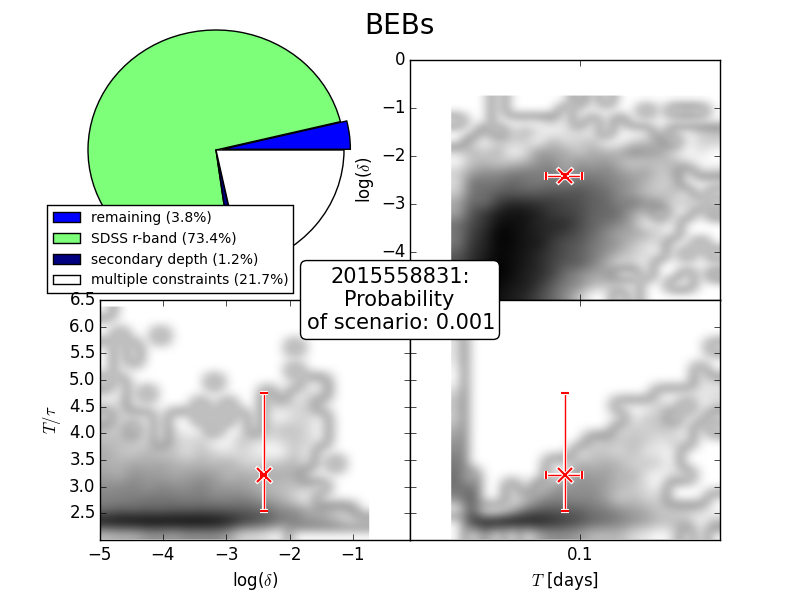 BEBs
remaining (3.8%)
SDSS r-band (73.4%)
secondary depth (1.2%)
multiple constraints (21.7%)
0
−1
−2
−3
−4
log(δ)
2015558831:
Probability
of scenario: 0.001
6.5
6.0
5.5
5.0
4.5
4.0
3.5
3.0
2.5
T/τ
−5 −4 −3 −2 −1
log(δ)
0.1
T [days]